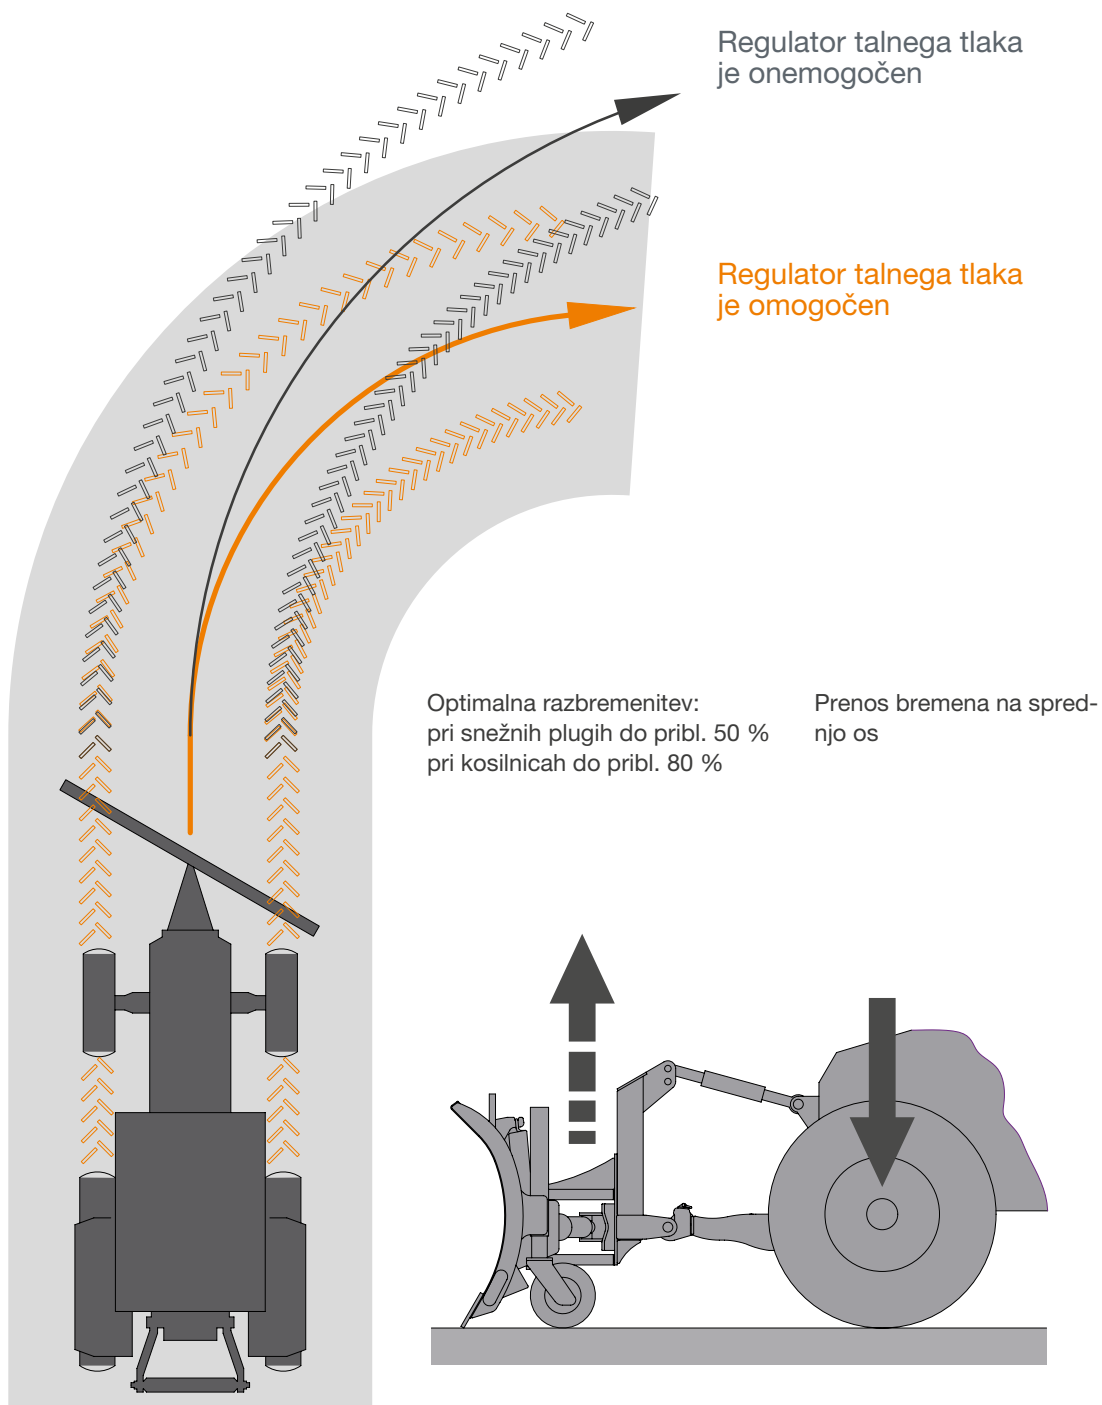 Regulator talnega tlaka
je onemogočen
Regulator talnega tlaka
je omogočen
Optimalna razbremenitev:
pri snežnih plugih do pribl. 50 %
pri kosilnicah do pribl. 80 %
Prenos bremena na spred-
njo os